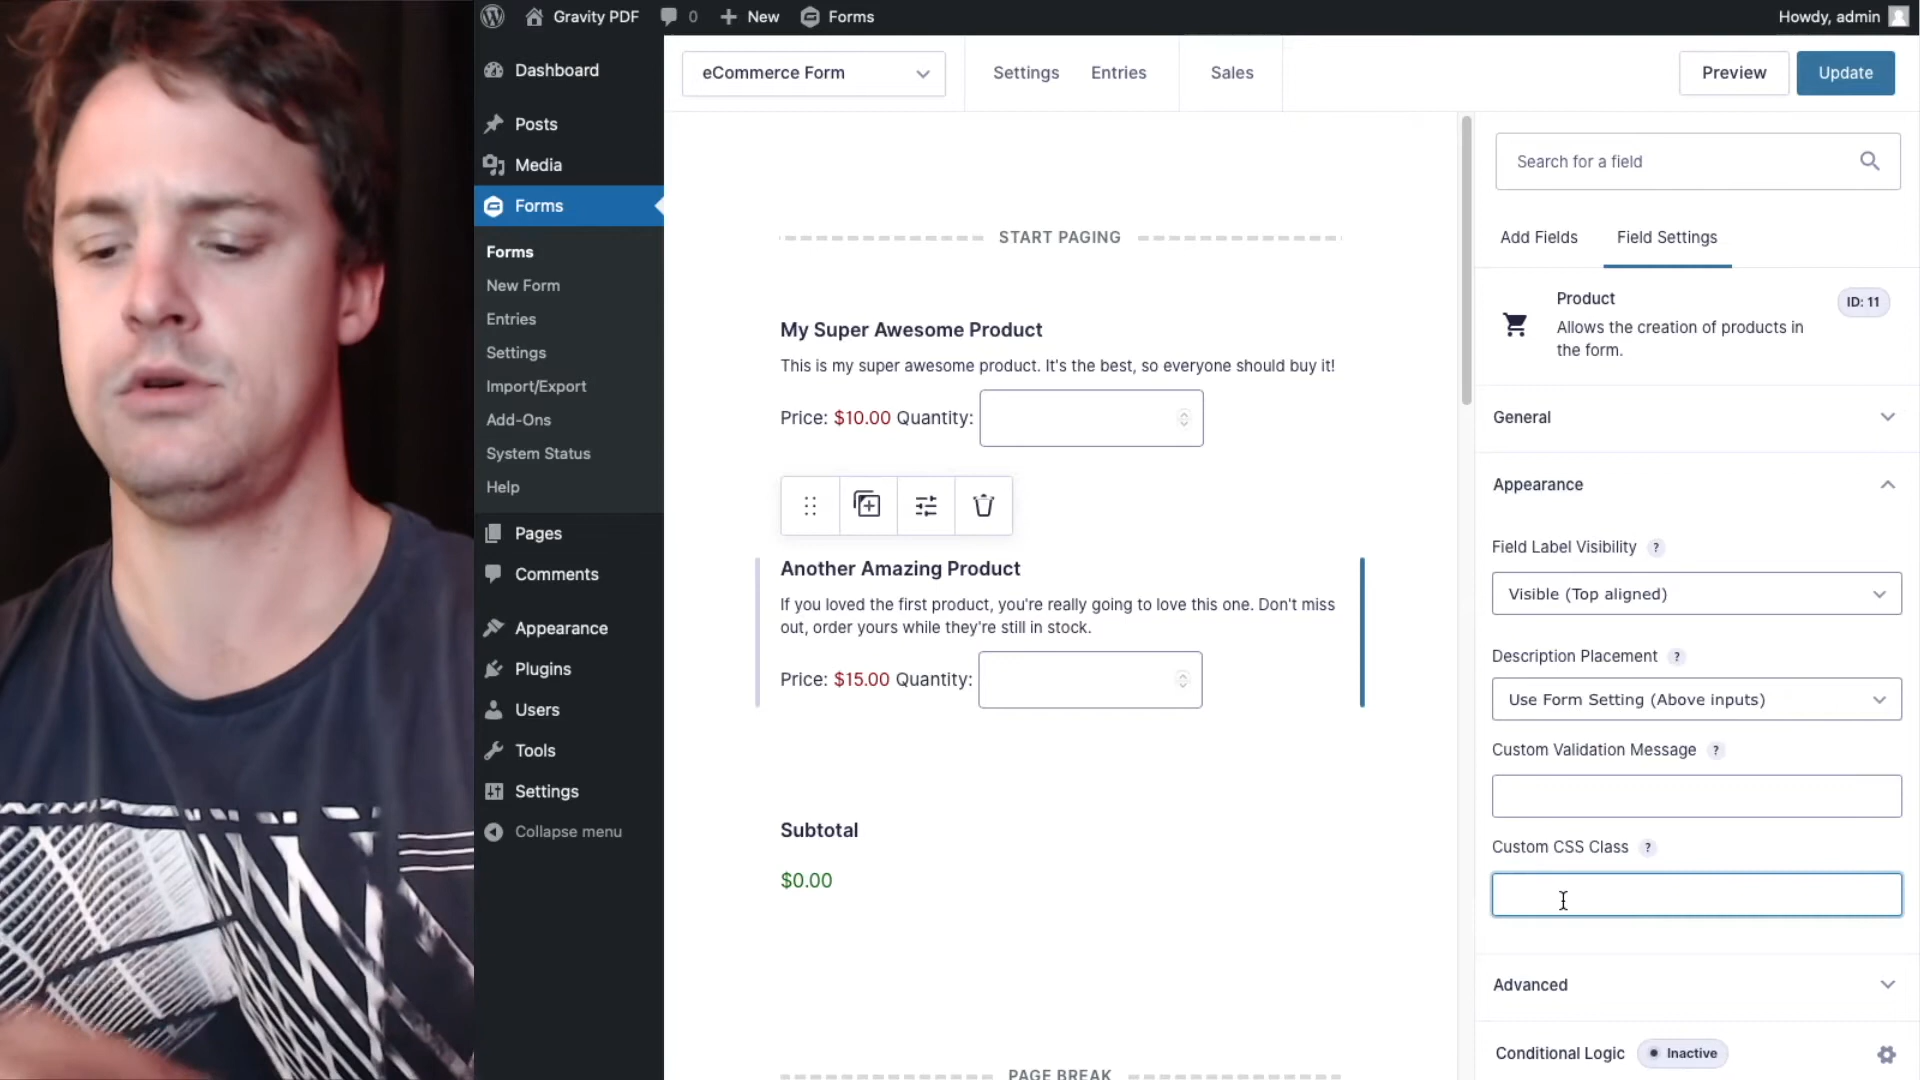 Gravity PDF
0
New
Forms
Howdy, admin
Dashboard
Posts
Media
Forms
Forms
New Form
Entries
Settings
Import/Export
Add-Ons
System Status
Help
Pages
Comments
Appearance
Plugins
Users
Tools
Settings
Collapse menu
eCommerce Form
Settings
Entries
Sales
Preview
Update
START PAGING
My Super Awesome Product
This is my super awesome product. It's the best, so everyone should buy it!
Price: $10.00 Quantity:
Another Amazing Product
If you loved the first product, you're really going to love this one. Don't miss
out, order yours while they're still in stock.
Price: $15.00 Quantity:
Subtotal
$0.00
PAGE BREAK
Search for a field
Add Fields
Field Settings
Product
ID: 11
Allows the creation of products in
the form.
General
Appearance
Field Label Visibility ?
Visible (Top aligned)
Description Placement ?
Use Form Setting (Above inputs)
Custom Validation Message ?
Custom CSS Class ?
Advanced
Conditional Logic
Inactive